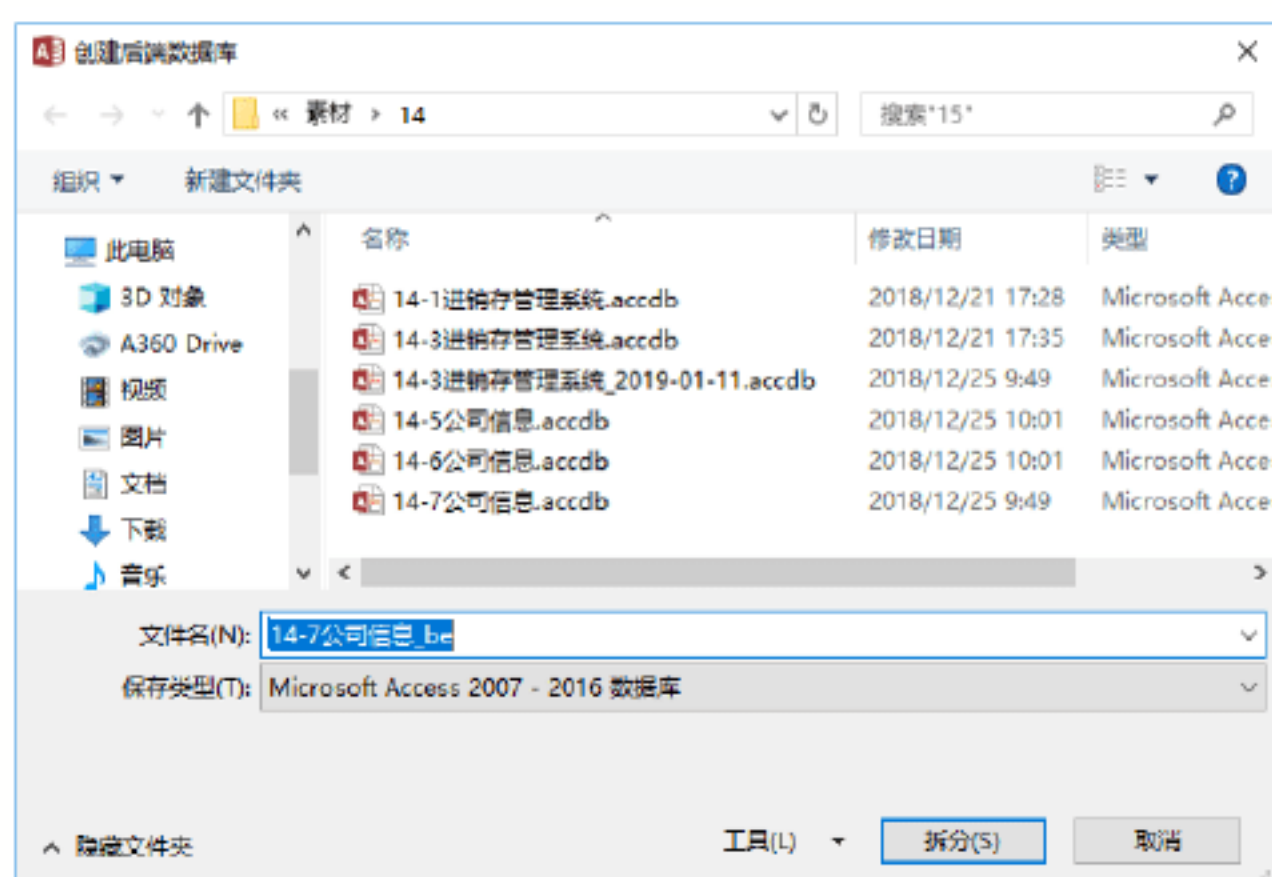 创建后端数据库
« 素材 > 14
搜索"15"
组织
新建文件夹
此电脑
3D 对象
A360 Drive
视频
图片
文档
下载
音乐
名称 修改日期 类型
14-1进销存管理系统.accdb 2018/12/21 17:28 Microsoft Acce
14-3进销存管理系统.accdb 2018/12/21 17:35 Microsoft Acce
14-3进销存管理系统_2019-01-11.accdb 2018/12/25 9:49 Microsoft Acce
14-5公司信息.accdb 2018/12/25 10:01 Microsoft Acce
14-6公司信息.accdb 2018/12/25 10:01 Microsoft Acce
14-7公司信息.accdb 2018/12/25 9:49 Microsoft Acce
文件名(N): 14-7公司信息_be
保存类型(T): Microsoft Access 2007 - 2016 数据库
隐藏文件夹
工具(L) 拆分(S) 取消